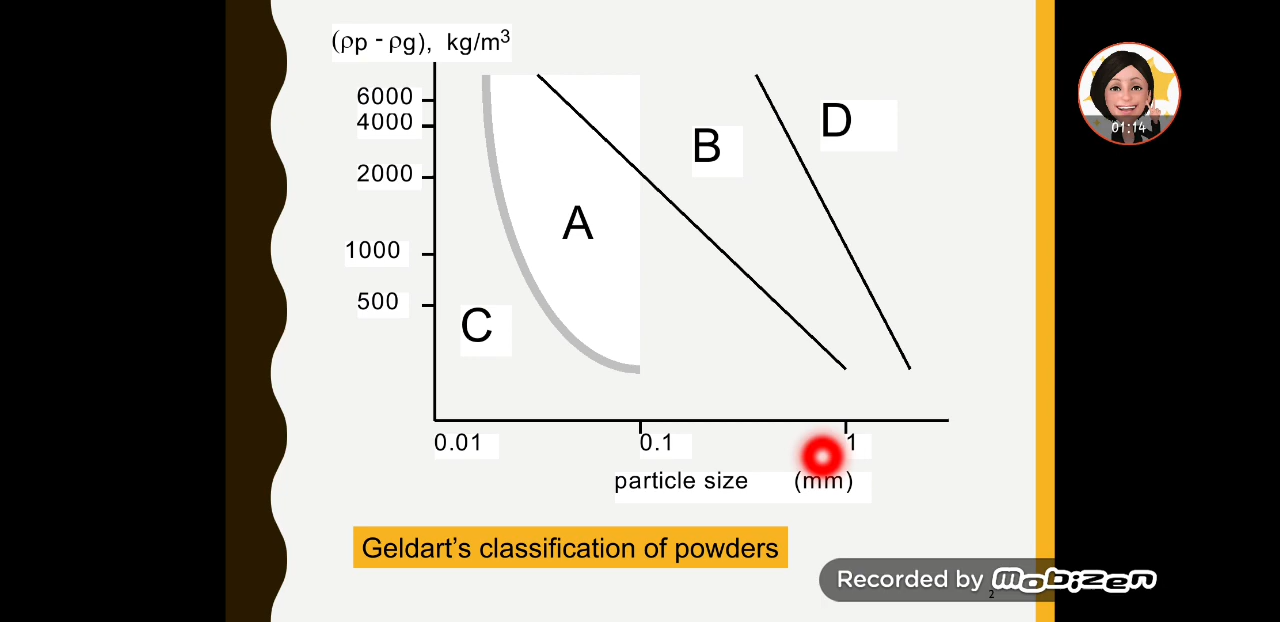 (ρp - ρg), kg/m³
6000
4000
2000
1000
500
A
B
C
D
0.01
0.1
1
particle size (mm)
Geldart’s classification of powders
01:14
Recorded by Mobizen
2